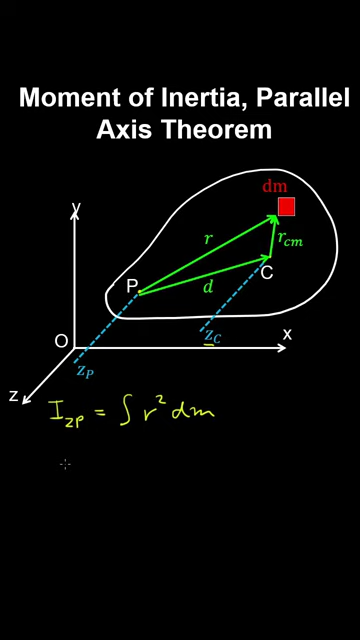 Moment of Inertia, Parallel
Axis Theorem
dm
y
r
r_cm
P
C
d
O
z_C
x
z_P
z
I_zP = ∫ r² dm